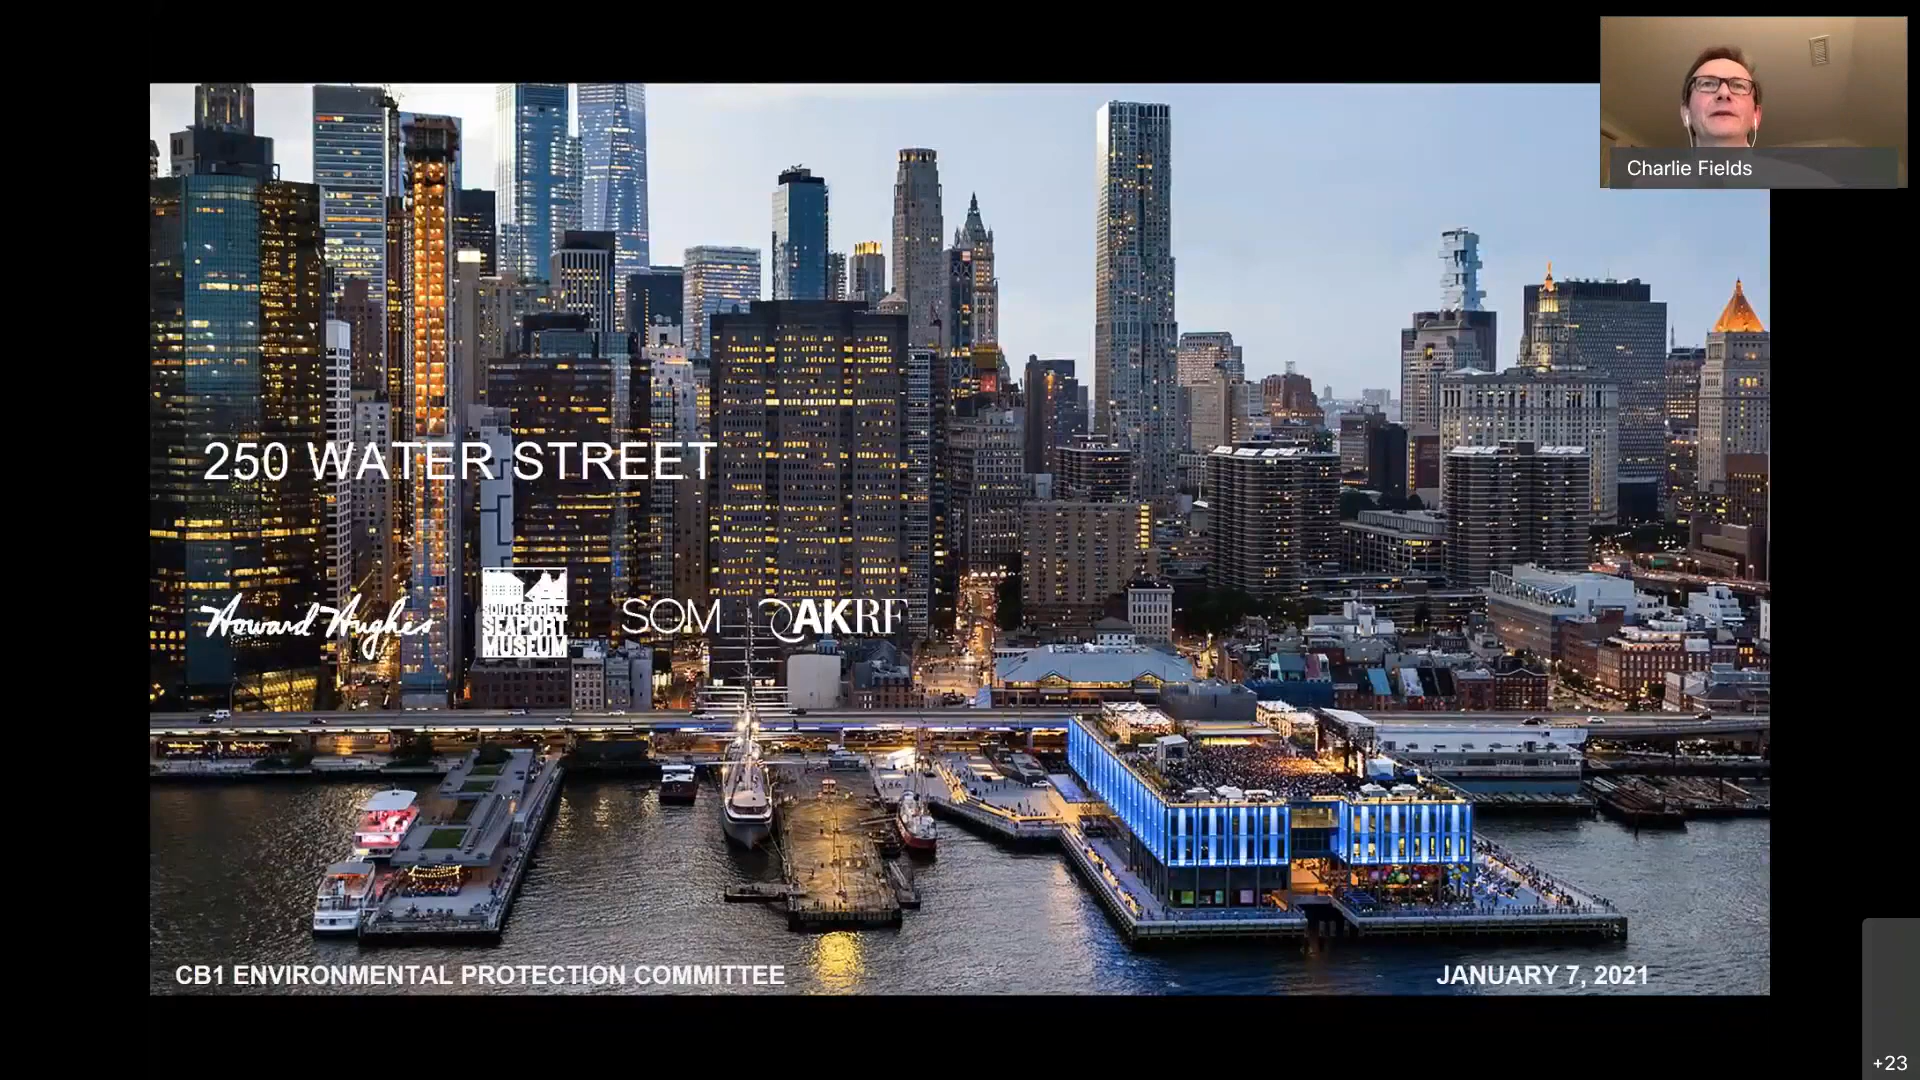 Charlie Fields
250 WATER STREET
Howard Hughes
SOUTH STREET
SEAPORT
MUSEUM
SOM
AKRF
CB1 ENVIRONMENTAL PROTECTION COMMITTEE
JANUARY 7, 2021
+23